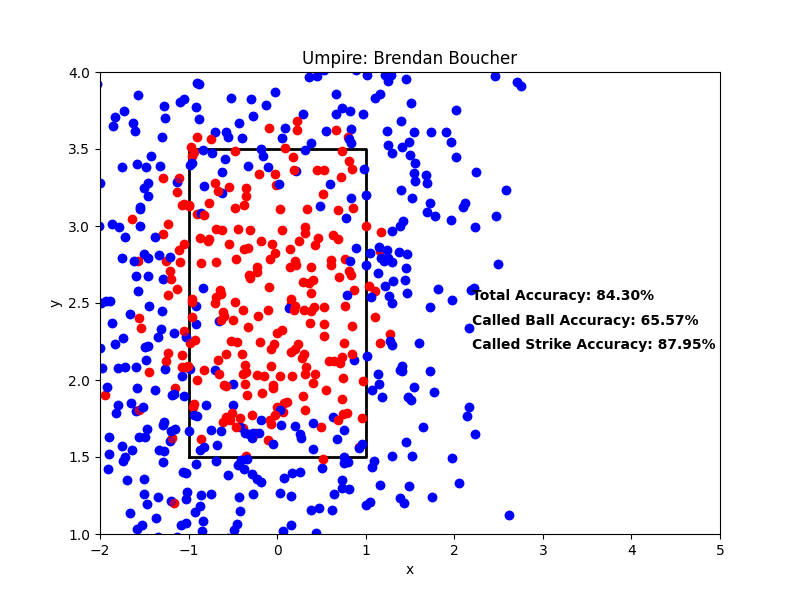 Umpire: Brendan Boucher
4.0
3.5
3.0
2.5
2.0
1.5
1.0
y
Total Accuracy: 84.30%
Called Ball Accuracy: 65.57%
Called Strike Accuracy: 87.95%
−2 −1 0 1 2 3 4 5
x